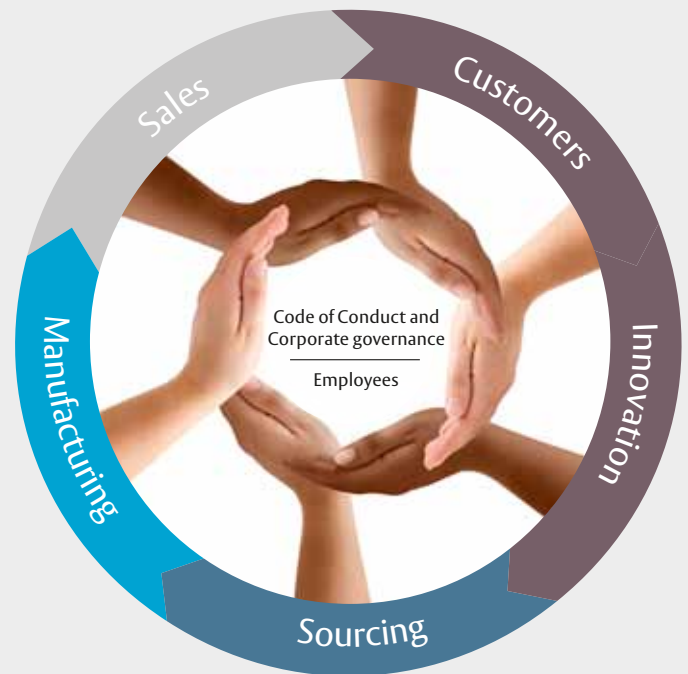 Sales
Customers
Innovation
Sourcing
Manufacturing
Code of Conduct and
Corporate governance
Employees